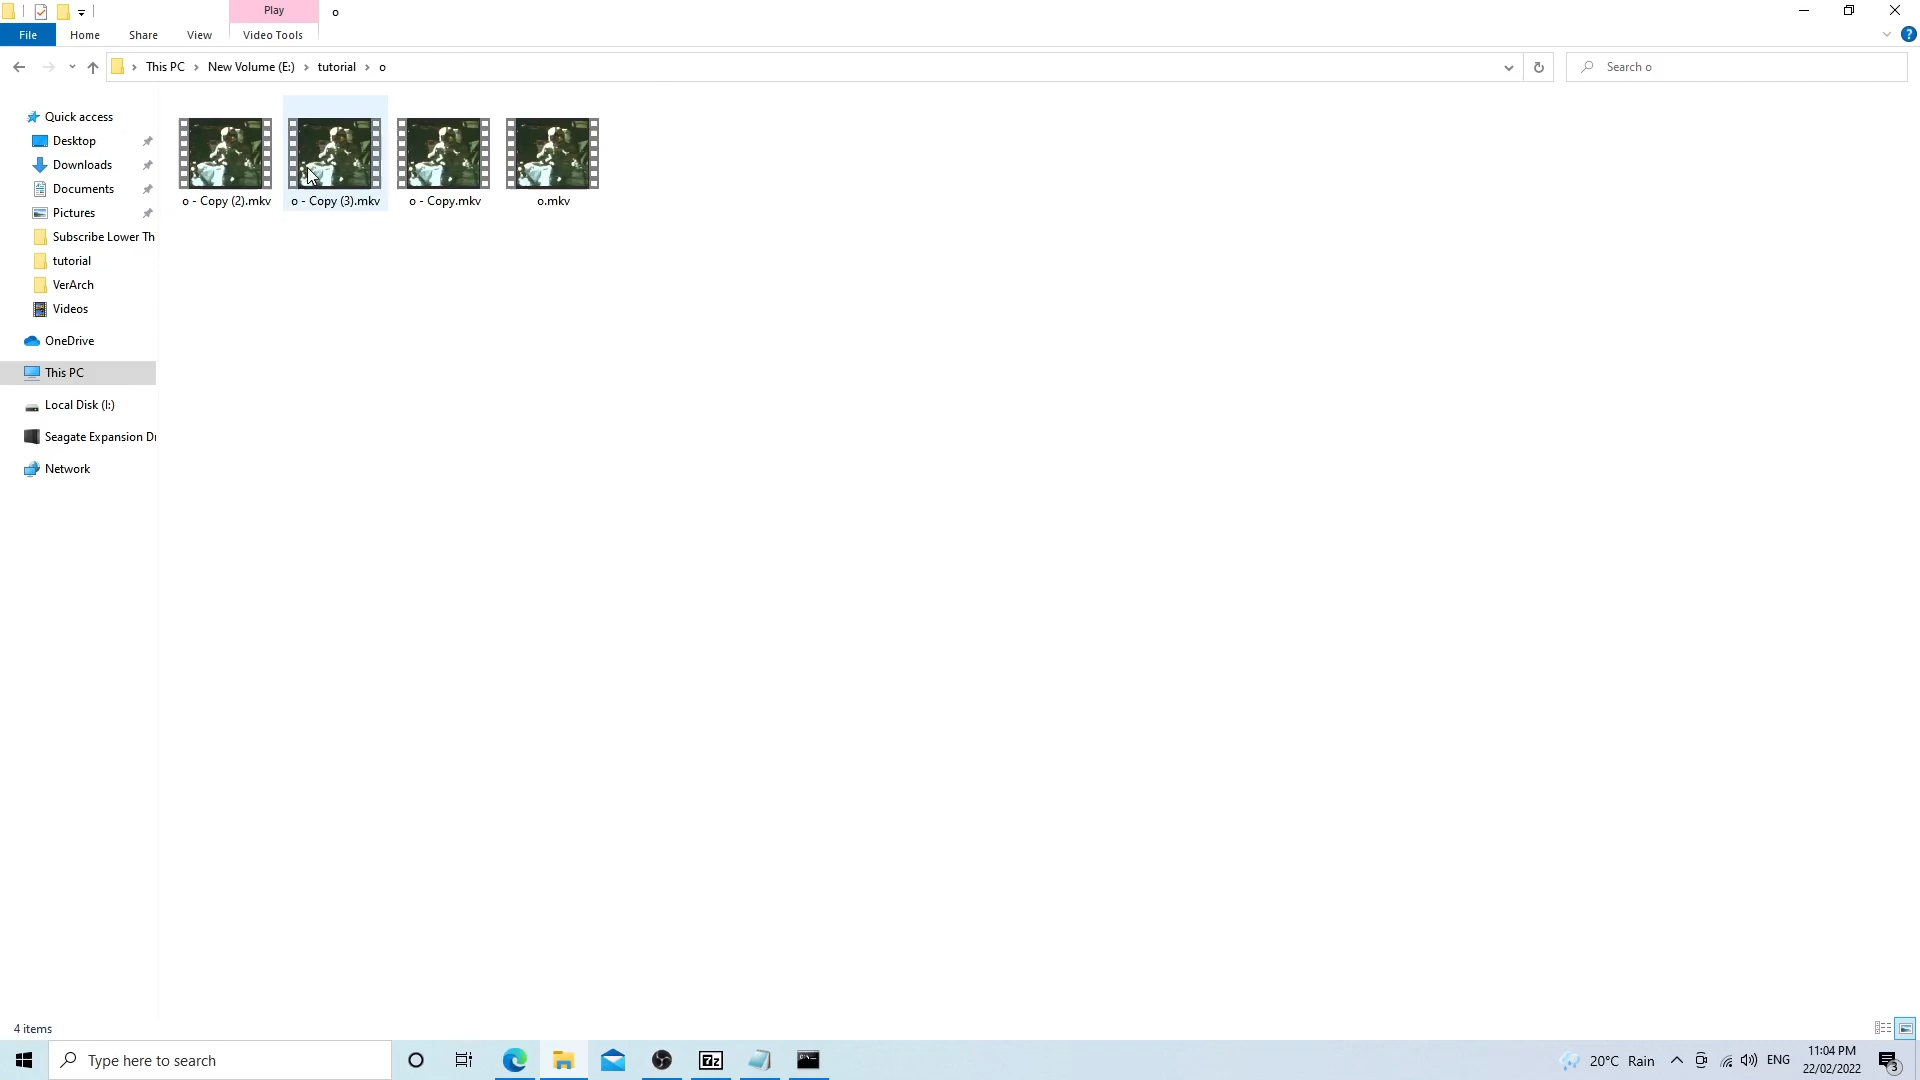 Play
o
File
Home
Share
View
Video Tools
This PC
New Volume (E:)
tutorial
o
Search o
Quick access
Desktop
Downloads
Documents
Pictures
Subscribe Lower Th
tutorial
VerArch
Videos
OneDrive
This PC
Local Disk (I:)
Seagate Expansion Dr
Network
o - Copy (2).mkv
o - Copy (3).mkv
o - Copy.mkv
o.mkv
4 items
Type here to search
7z
20°C Rain
ENG
11:04 PM
22/02/2022
3